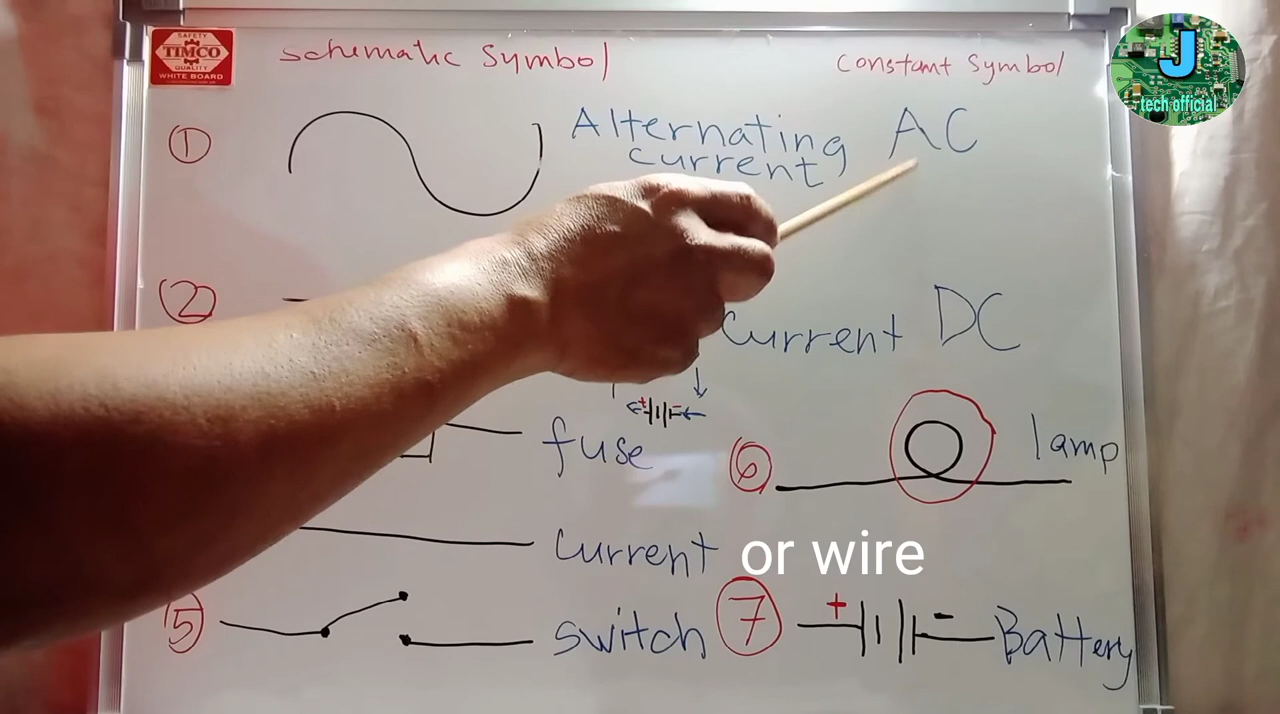 SAFETY
TIMCO
QUALITY
WHITE BOARD
Schematic Symbol
Constant Symbol
J
tech official
1
Alternating
current
AC
2
Current DC
+ -
fuse
6
lamp
current or wire
5
switch
7
+ -
Battery